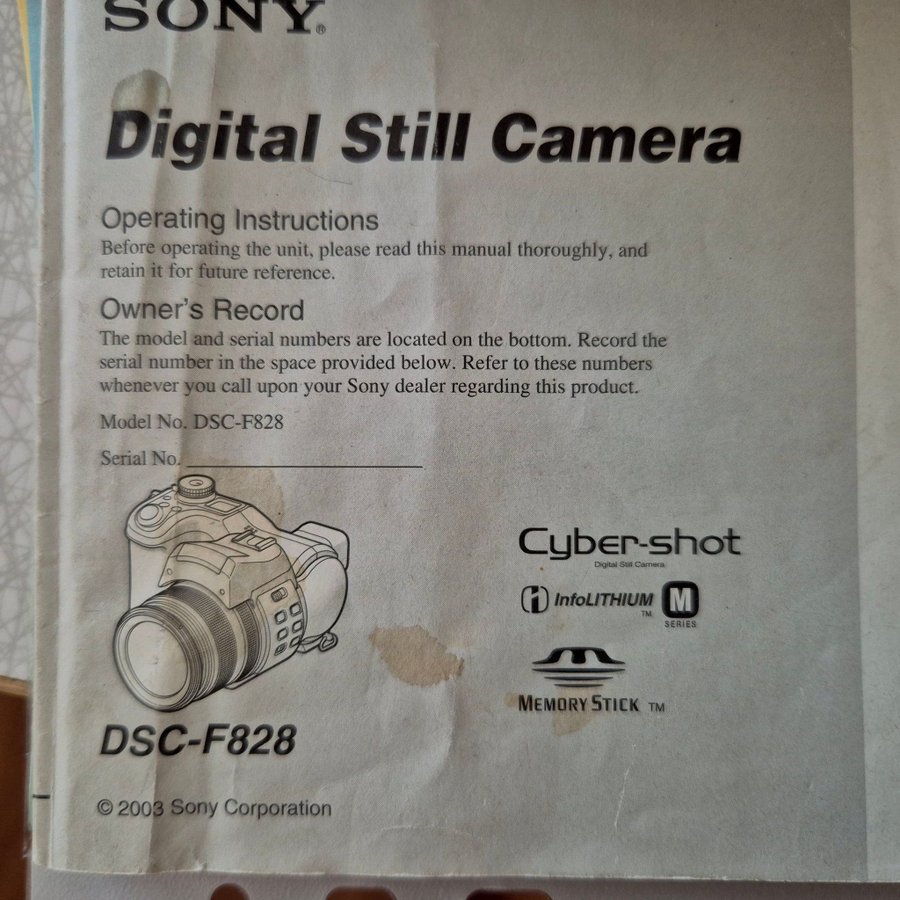 SONY®
Digital Still Camera
Operating Instructions
Before operating the unit, please read this manual thoroughly, and
retain it for future reference.
Owner's Record
The model and serial numbers are located on the bottom. Record the
serial number in the space provided below. Refer to these numbers
whenever you call upon your Sony dealer regarding this product.
Model No. DSC-F828
Serial No.
Cyber-shot
Digital Still Camera
InfoLITHIUM™ M
SERIES
MEMORY STICK™
DSC-F828
© 2003 Sony Corporation